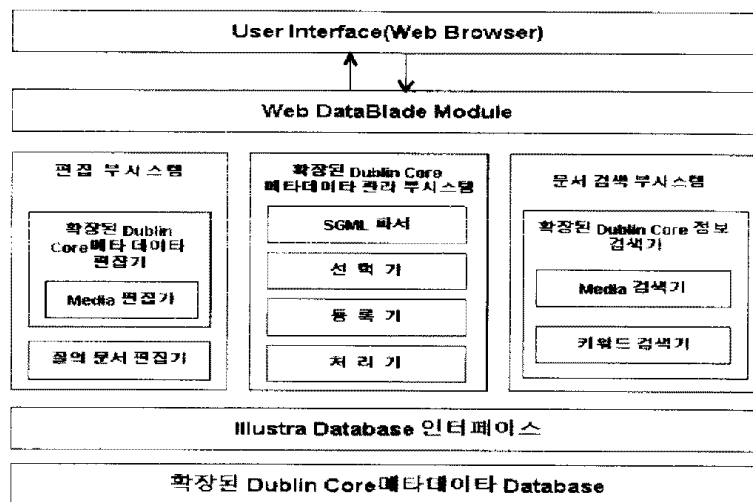 User Interface(Web Browser)
Web DataBlade Module
편집 부시스템
확장된 Dublin
Core메타 데이타
편집기
Media 편집기
질의 문서 편집기
확장된 Dublin Core
메타데이타 관리 부시스템
SGML 파서
선택기
등록기
처리기
문서 검색 부시스템
확장된 Dublin Core 정보
검색기
Media 검색기
키워드 검색기
Illustra Database 인터페이스
확장된 Dublin Core메타데이타 Database